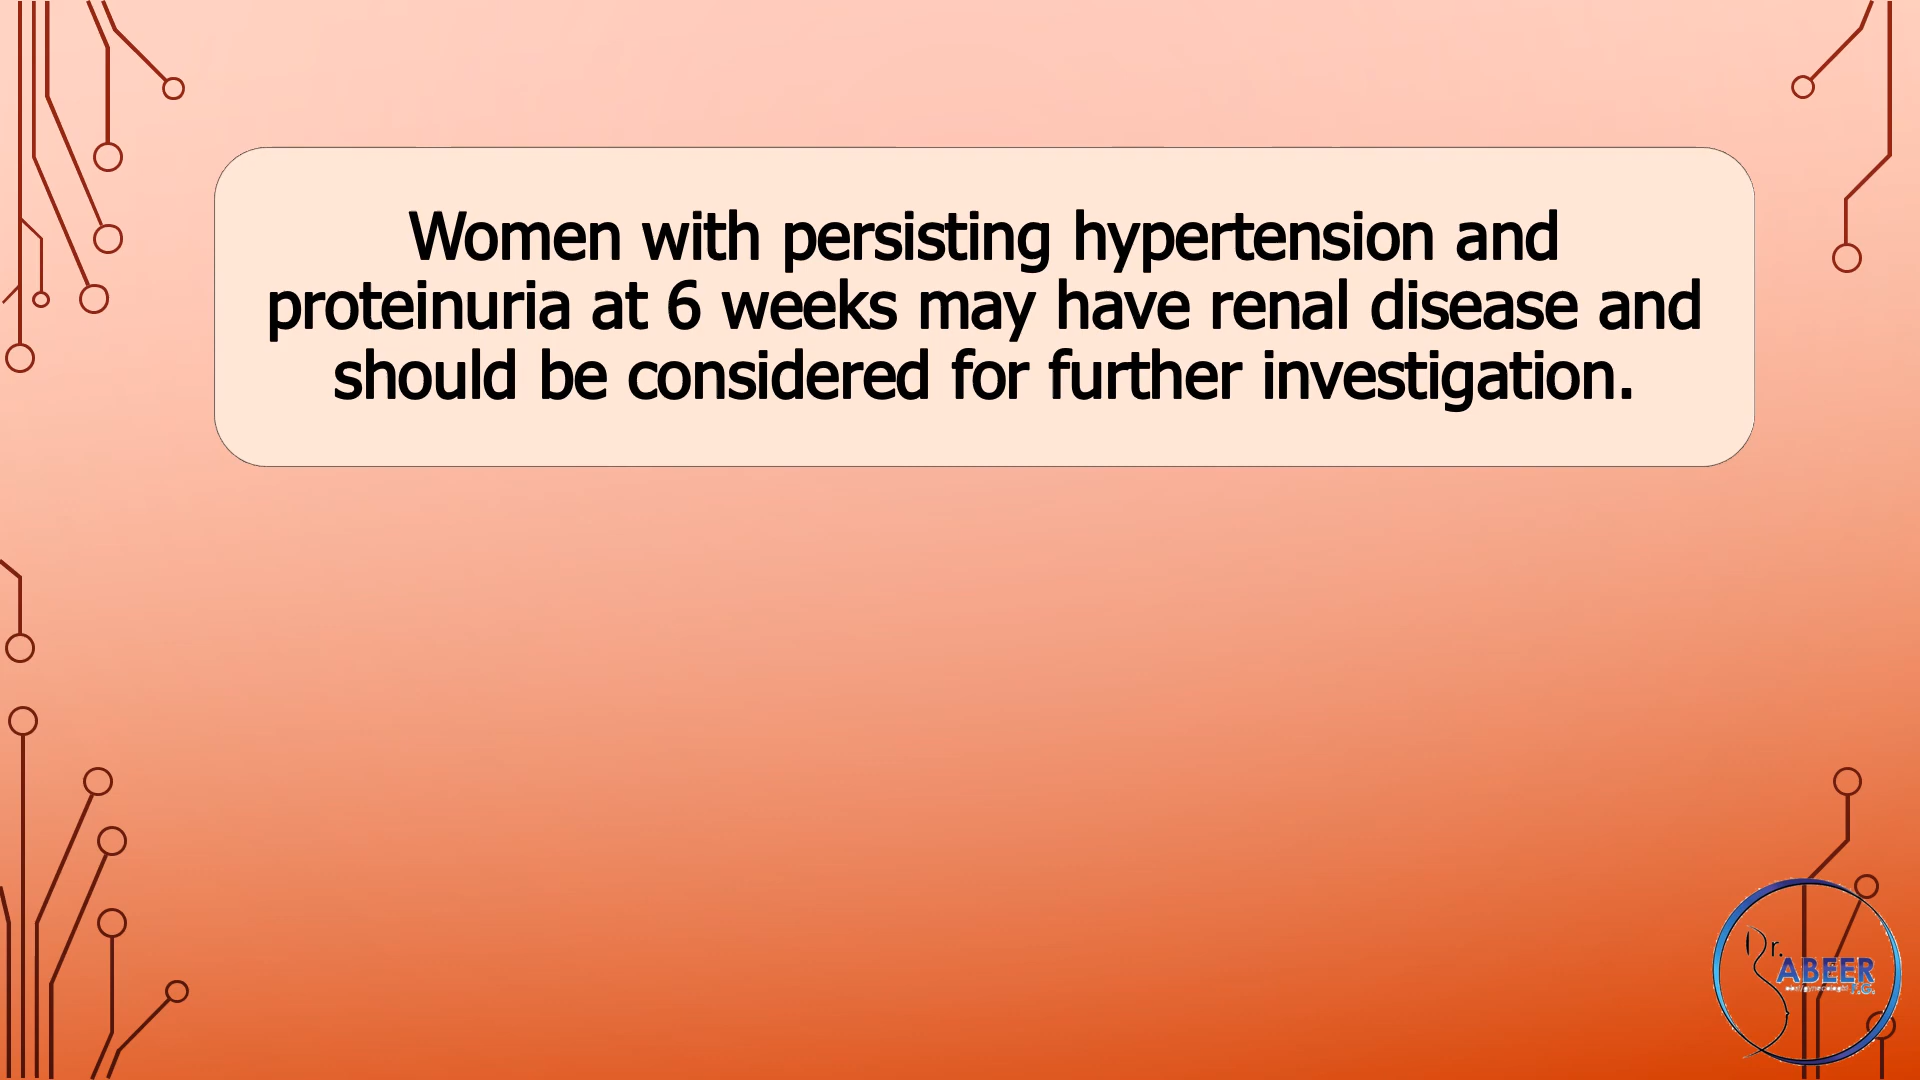 Women with persisting hypertension and
proteinuria at 6 weeks may have renal disease and
should be considered for further investigation.
Dr.
ABEER
F.G.